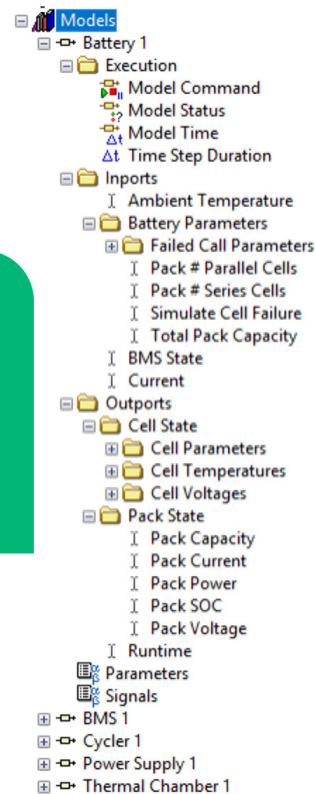 Models
Battery 1
Execution
Model Command
Model Status
Model Time
Time Step Duration
Inports
Ambient Temperature
Battery Parameters
Failed Call Parameters
Pack # Parallel Cells
Pack # Series Cells
Simulate Cell Failure
Total Pack Capacity
BMS State
Current
Outports
Cell State
Cell Parameters
Cell Temperatures
Cell Voltages
Pack State
Pack Capacity
Pack Current
Pack Power
Pack SOC
Pack Voltage
Runtime
Parameters
Signals
BMS 1
Cycler 1
Power Supply 1
Thermal Chamber 1